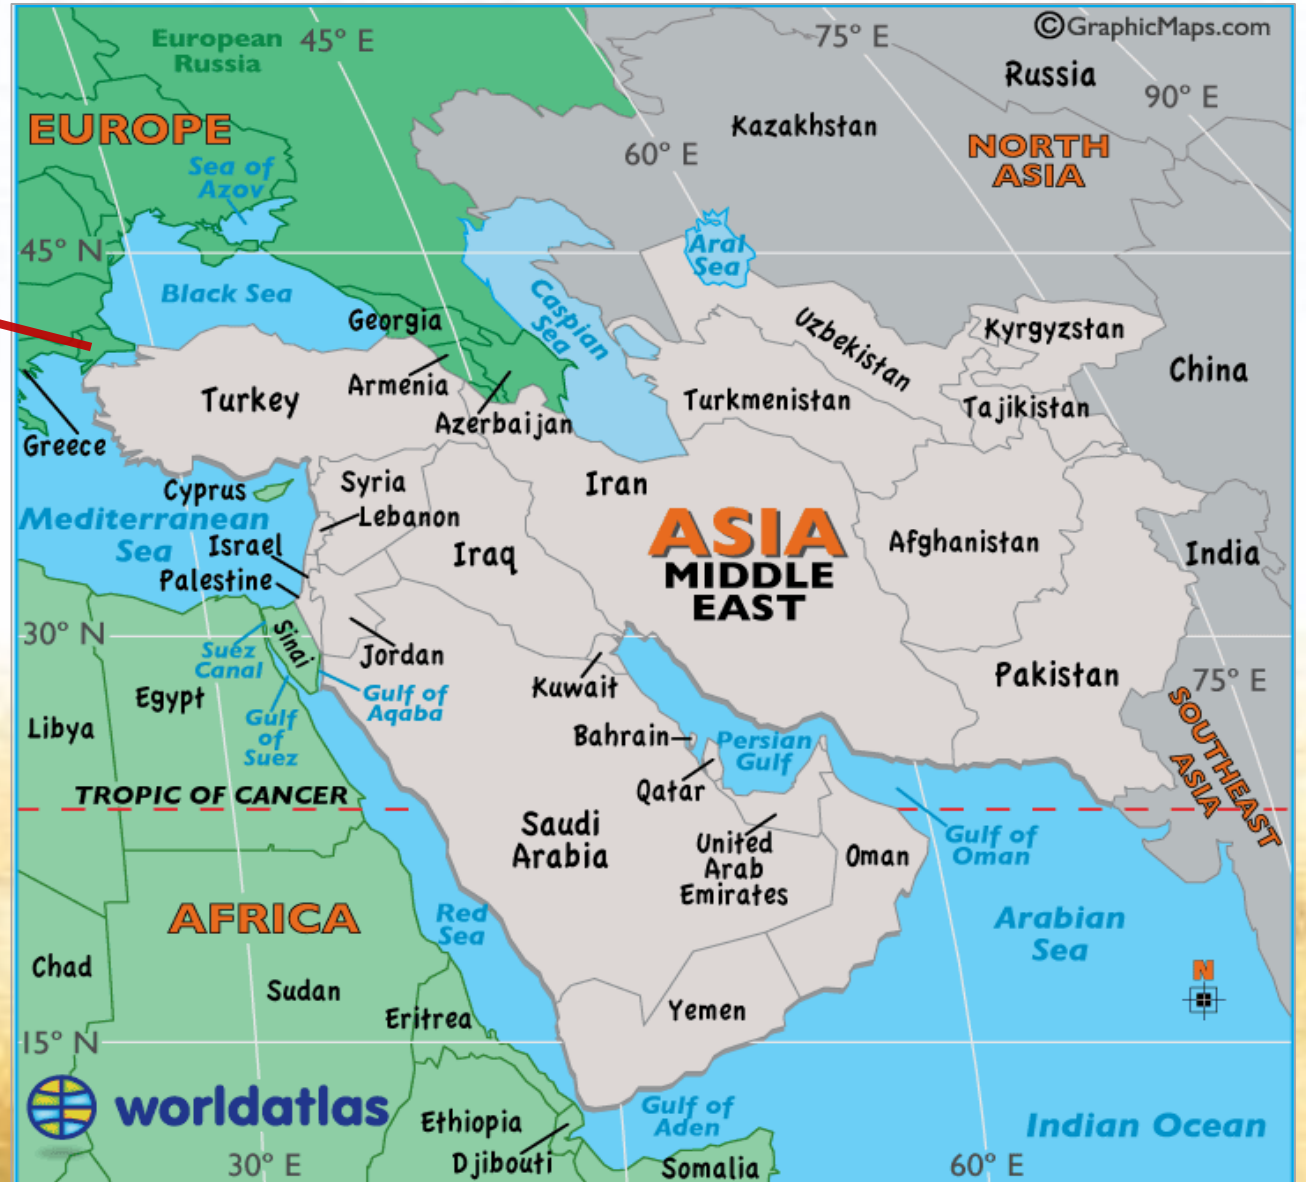 ©GraphicMaps.com
European
Russia
45° E
75° E
Russia
90° E
EUROPE
Kazakhstan
60° E
NORTH
ASIA
Sea of
Azov
45° N
Aral
Sea
Black Sea
Caspian
Sea
Georgia
Uzbekistan
Kyrgyzstan
China
Armenia
Turkey
Turkmenistan
Tajikistan
Azerbaijan
Greece
Cyprus
Syria
Iran
Mediterranean
Sea
Lebanon
ASIA
MIDDLE
EAST
Afghanistan
Israel
Iraq
India
Palestine
30° N
Sinai
Suez
Canal
Jordan
Pakistan
75° E
Kuwait
Gulf of
Aqaba
Egypt
Libya
Gulf
of
Suez
Bahrain
Persian
Gulf
SOUTHEAST
ASIA
Qatar
TROPIC OF CANCER
Saudi
Arabia
United
Arab
Emirates
Oman
Gulf of
Oman
AFRICA
Red
Sea
Arabian
Sea
Chad
Sudan
N
Eritrea
Yemen
15° N
worldatlas
Ethiopia
Gulf of
Aden
Indian Ocean
Djibouti
30° E
Somalia
60° E